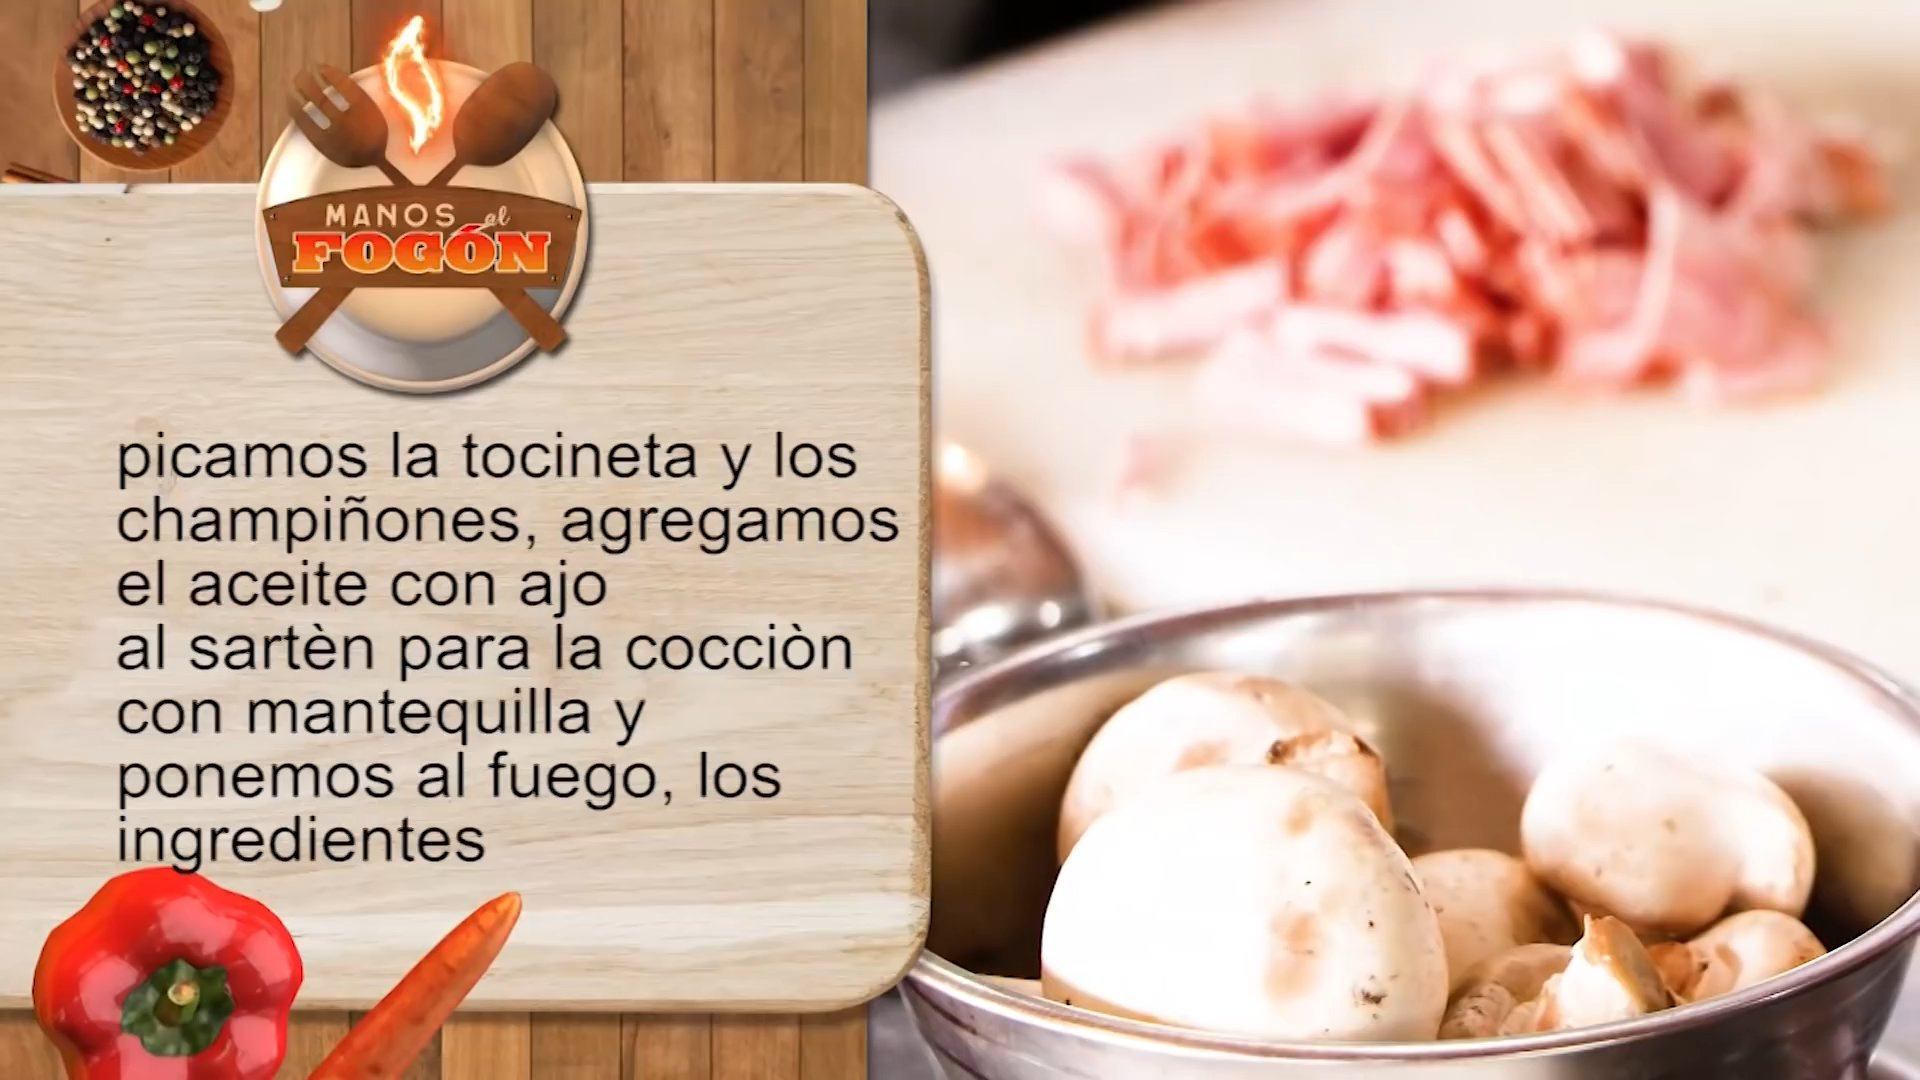 MANOS al
FOGÓN
picamos la tocineta y los
champiñones, agregamos
el aceite con ajo
al sartèn para la cocciòn
con mantequilla y
ponemos al fuego, los
ingredientes